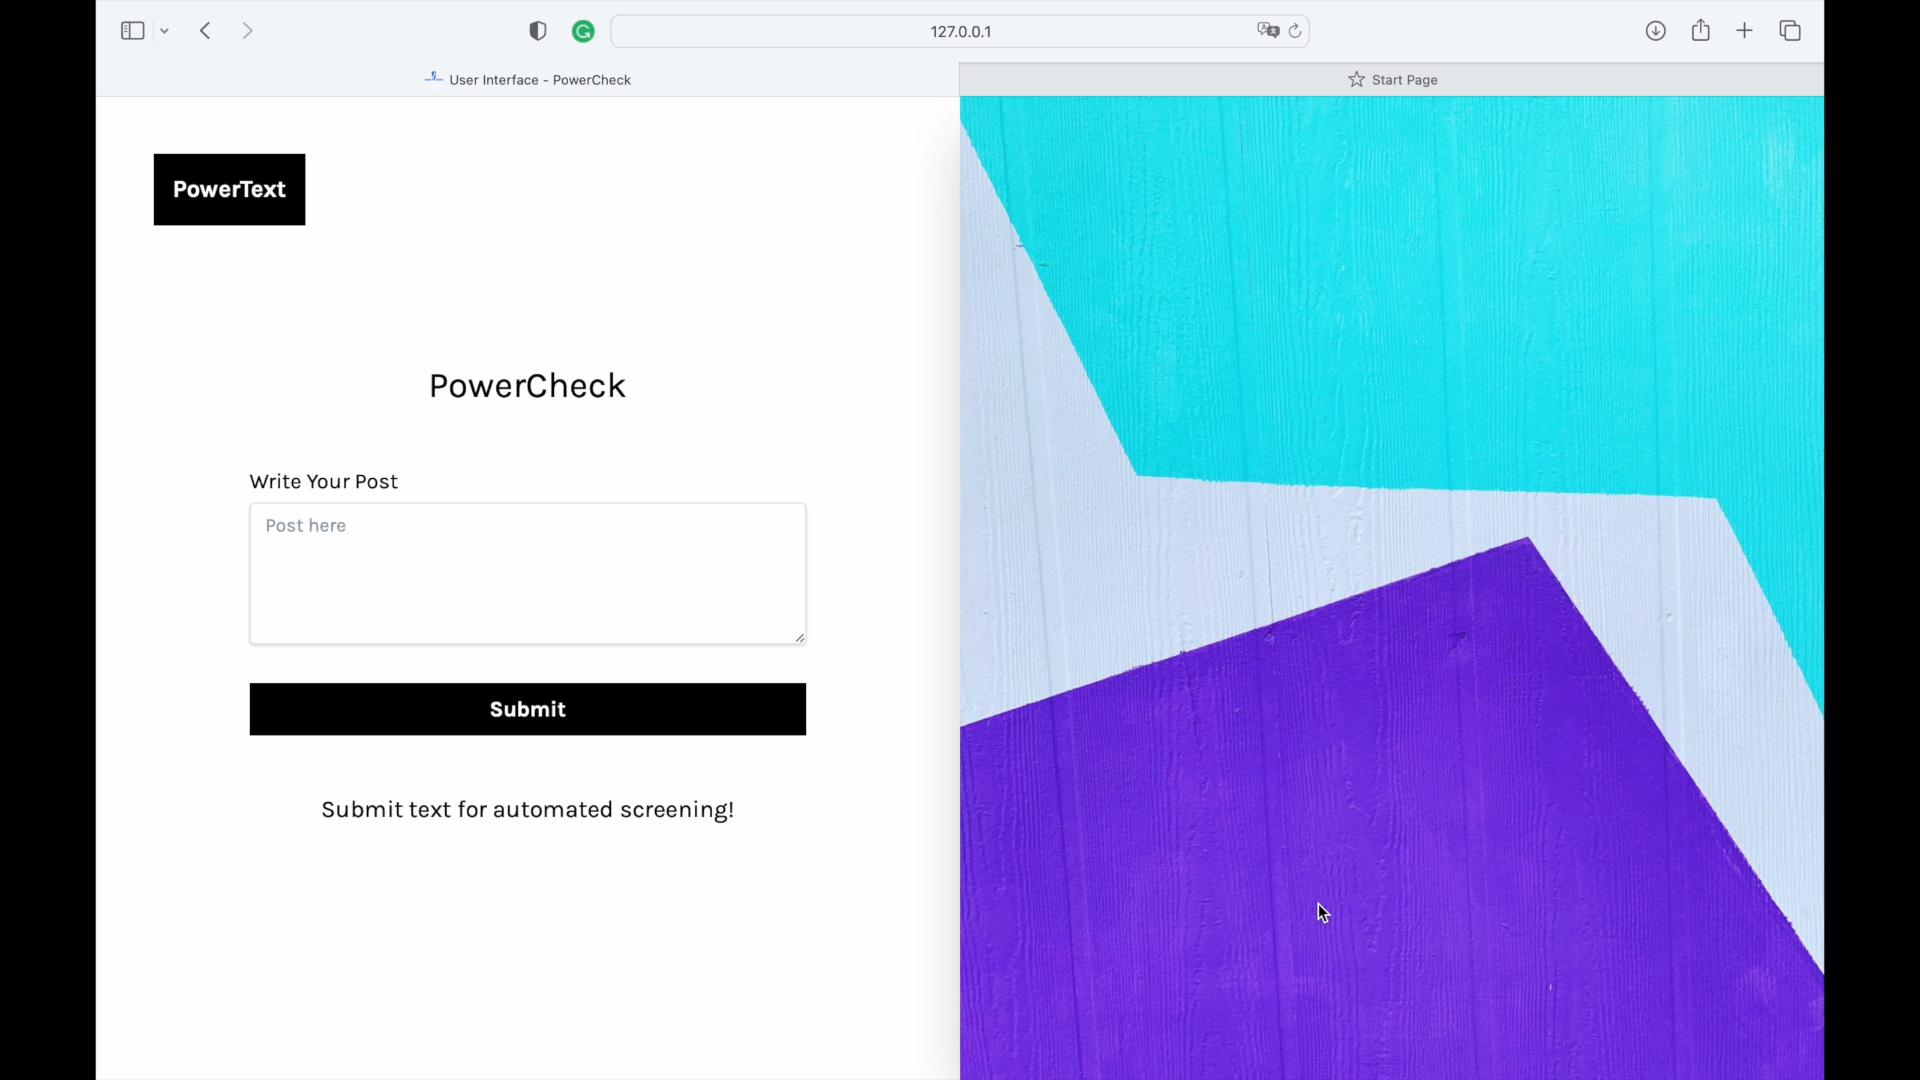 127.0.0.1
User Interface - PowerCheck
Start Page
PowerText
PowerCheck
Write Your Post
Post here
Submit
Submit text for automated screening!